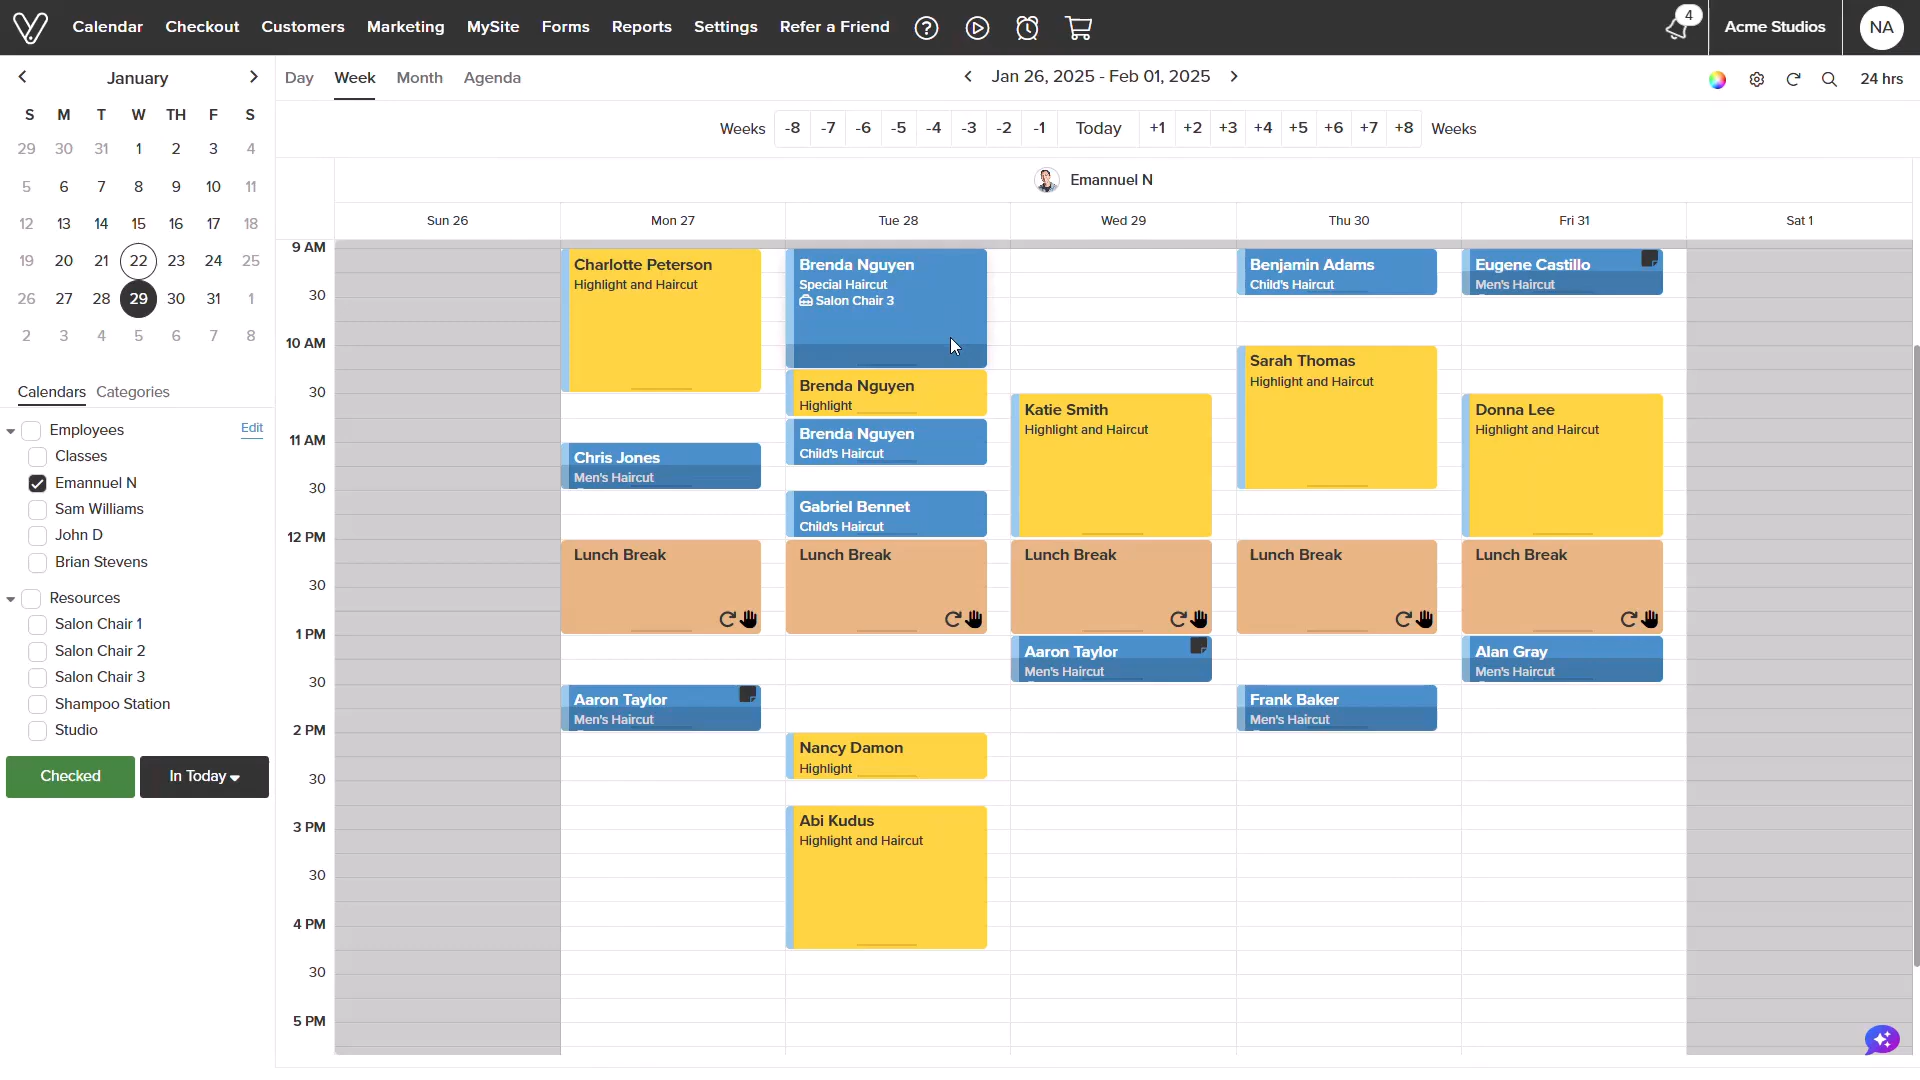 Calendar Checkout Customers Marketing MySite Forms Reports Settings Refer a Friend ? 4 Acme Studios NA
January
S M T W TH F S
29 30 31 1 2 3 4
5 6 7 8 9 10 11
12 13 14 15 16 17 18
19 20 21 22 23 24 25
26 27 28 29 30 31 1
2 3 4 5 6 7 8
Calendars Categories
Employees Edit
Classes
Emannuel N
Sam Williams
John D
Brian Stevens
Resources
Salon Chair 1
Salon Chair 2
Salon Chair 3
Shampoo Station
Studio
Checked In Today
Day Week Month Agenda
Jan 26, 2025 - Feb 01, 2025
24 hrs
Weeks -8 -7 -6 -5 -4 -3 -2 -1 Today +1 +2 +3 +4 +5 +6 +7 +8 Weeks
Emannuel N
Sun 26 Mon 27 Tue 28 Wed 29 Thu 30 Fri 31 Sat 1
9 AM
30
10 AM
30
11 AM
30
12 PM
30
1 PM
30
2 PM
30
3 PM
30
4 PM
30
5 PM
Charlotte Peterson
Highlight and Haircut
Chris Jones
Men's Haircut
Lunch Break
Aaron Taylor
Men's Haircut
Brenda Nguyen
Special Haircut
Salon Chair 3
Brenda Nguyen
Highlight
Brenda Nguyen
Child's Haircut
Gabriel Bennet
Child's Haircut
Lunch Break
Nancy Damon
Highlight
Abi Kudus
Highlight and Haircut
Katie Smith
Highlight and Haircut
Lunch Break
Aaron Taylor
Men's Haircut
Benjamin Adams
Child's Haircut
Sarah Thomas
Highlight and Haircut
Lunch Break
Frank Baker
Men's Haircut
Eugene Castillo
Men's Haircut
Donna Lee
Highlight and Haircut
Lunch Break
Alan Gray
Men's Haircut